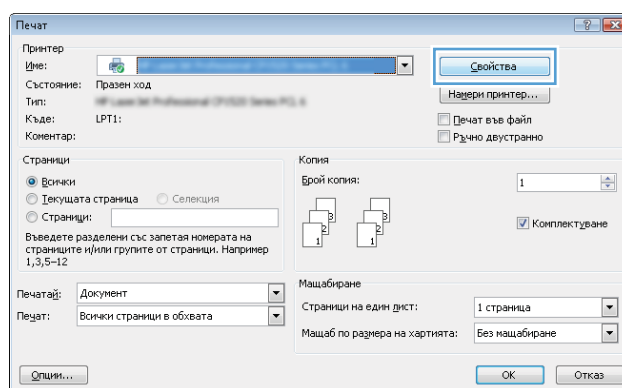 Печат
Принтер
Име:
Свойства
Състояние: Празен ход
Намери принтер...
Тип:
Къде: LPT1:
Печат във файл
Коментар:
Ръчно двустранно
Страници
Всички
Текущата страница Селекция
Страници:
Въведете разделени със запетая номерата на
страниците и/или групите от страници. Например
1,3,5–12
Копия
Брой копия: 1
Комплектуване
Печатай: Документ
Печат: Всички страници в обхвата
Мащабиране
Страници на един лист: 1 страница
Мащаб по размера на хартията: Без мащабиране
Опции...
OK
Отказ